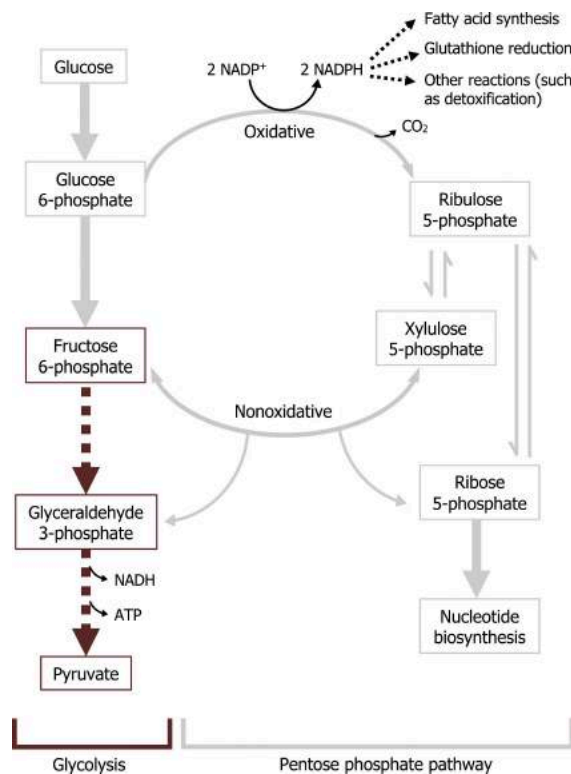 Fatty acid synthesis
Glucose
2 NADP⁺
2 NADPH
Glutathione reduction
Other reactions (such
as detoxification)
Oxidative
CO₂
Glucose
6-phosphate
Ribulose
5-phosphate
Fructose
6-phosphate
Xylulose
5-phosphate
Nonoxidative
Glyceraldehyde
3-phosphate
Ribose
5-phosphate
NADH
ATP
Nucleotide
biosynthesis
Pyruvate
Glycolysis
Pentose phosphate pathway